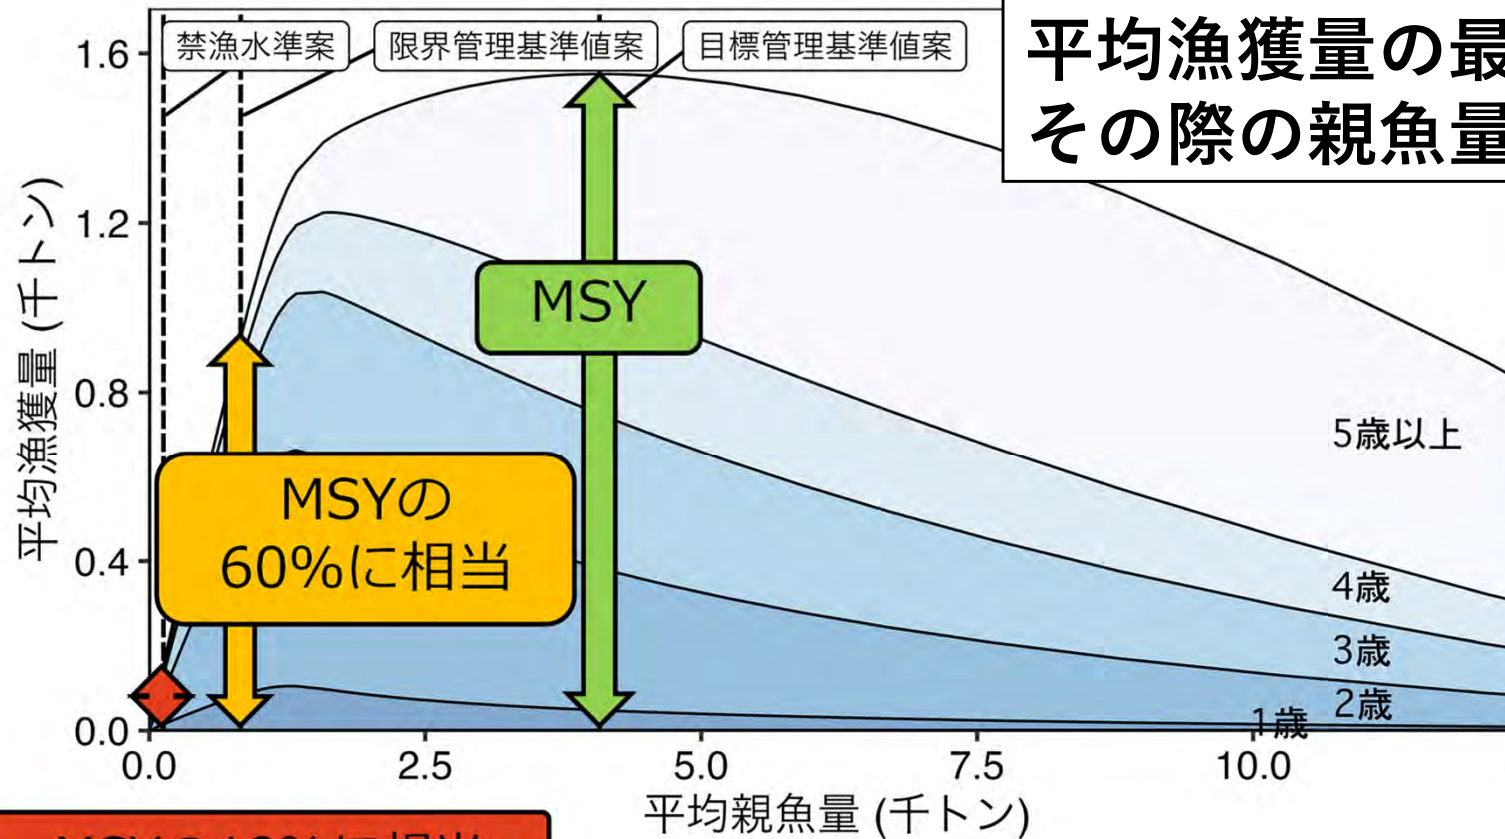 平均漁獲量の最
その際の親魚量
禁漁水準案
限界管理基準値案
目標管理基準値案
平均漁獲量 (千トン)
1.6
1.2
0.8
0.4
0.0
MSY
MSYの
60%に相当
5歳以上
4歳
3歳
2歳
1歳
0.0
2.5
5.0
7.5
10.0
平均親魚量 (千トン)